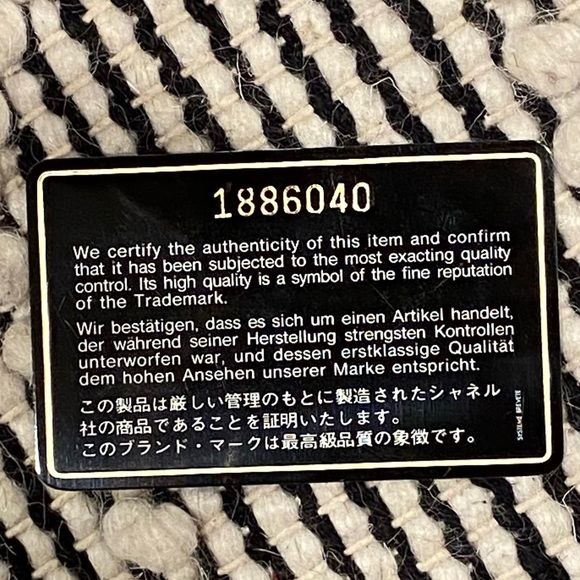 1886040
We certify the authenticity of this item and confirm
that it has been subjected to the most exacting quality
control. Its high quality is a symbol of the fine reputation
of the Trademark.
Wir bestätigen, dass es sich um einen Artikel handelt,
der während seiner Herstellung strengsten Kontrollen
unterworfen war, und dessen erstklassige Qualität
dem hohen Ansehen unserer Marke entspricht.
この製品は厳しい管理のもとに製造されたシャネル
社の商品であることを証明いたします。
このブランド・マークは最高級品質の象徴です。